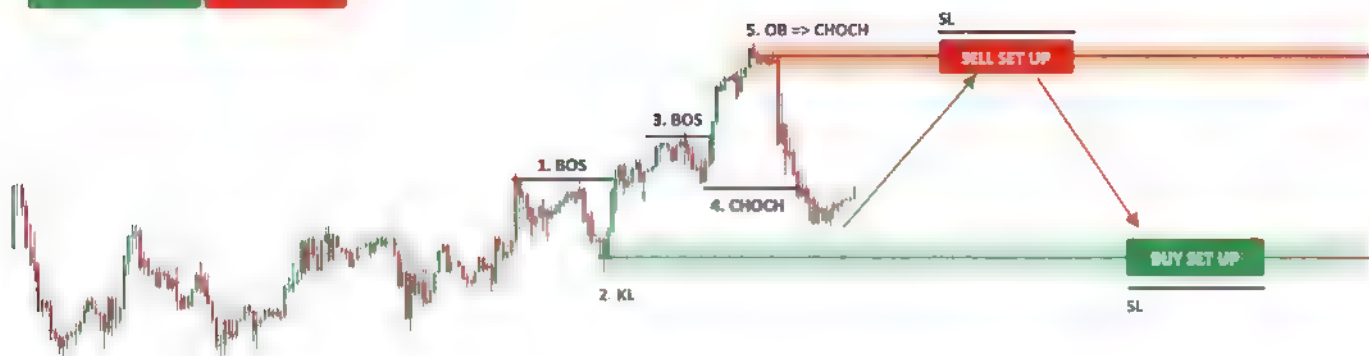 5. OB => CHOCH
SL
SELL SET UP
3. BOS
1. BOS
4. CHOCH
BUY SET UP
2. KL
SL